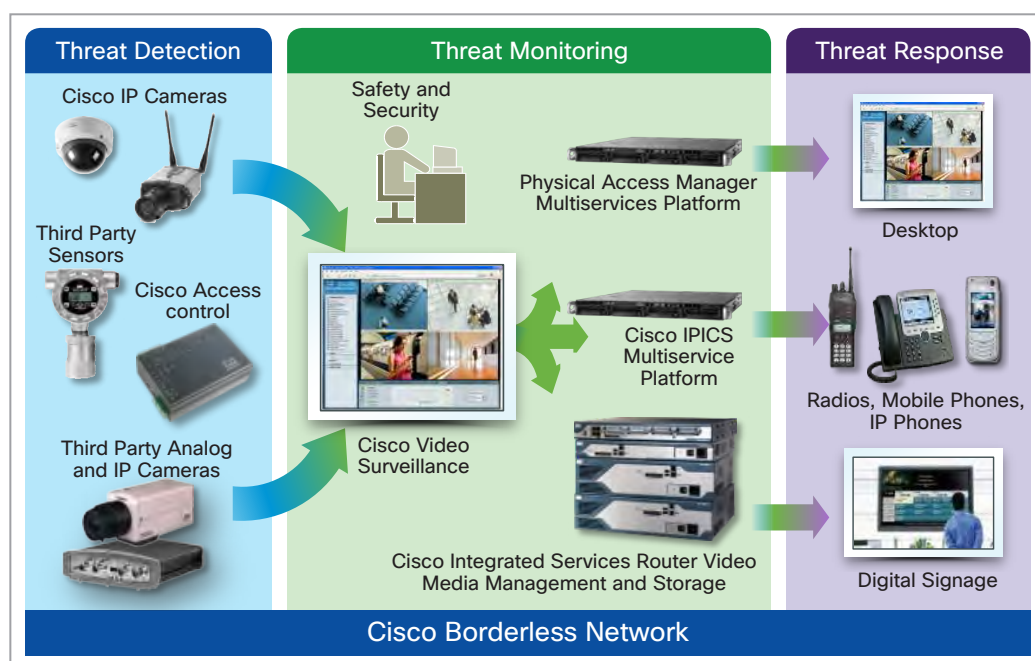 Threat Detection
Threat Monitoring
Threat Response
Cisco IP Cameras
Third Party
Sensors
Cisco Access
control
Third Party Analog
and IP Cameras
Safety and
Security
Cisco Video
Surveillance
Physical Access Manager
Multiservices Platform
Cisco IPICS
Multiservice
Platform
Cisco Integrated Services Router Video
Media Management and Storage
Desktop
Radios, Mobile Phones,
IP Phones
Digital Signage
Cisco Borderless Network